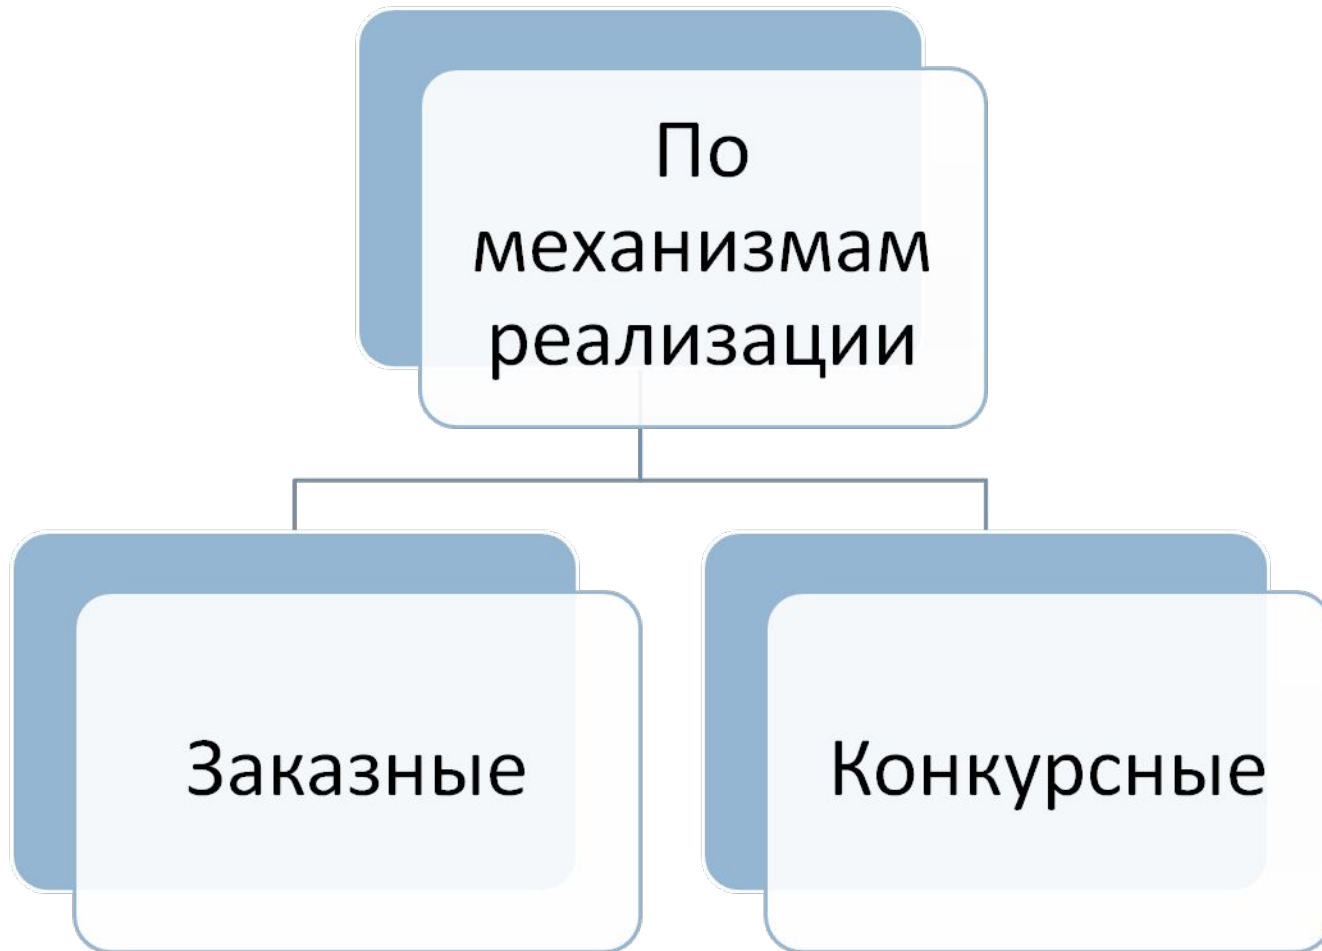 По
механизмам
реализации
Заказные
Конкурсные